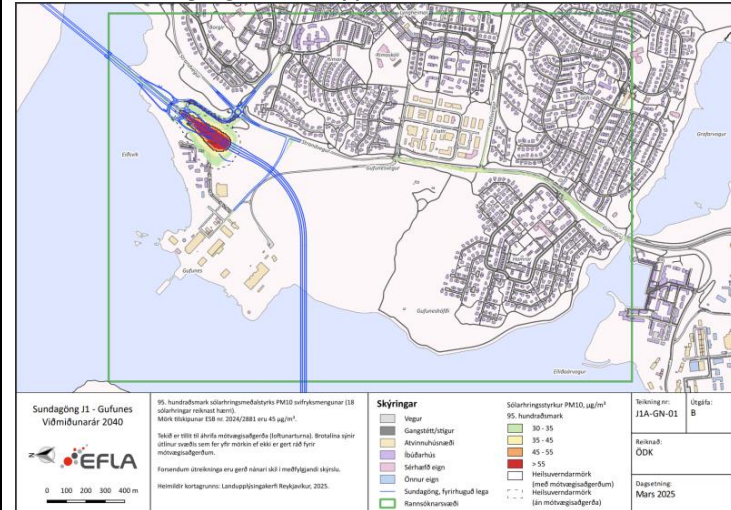 Eiðsvík
Gufunes
Strandvegur
Gufunesvegur
Gufuneshöfði
Grafarvogur
Elliðaárvogur
Rimaskóli
Sundagöng J1 - Gufunes
Viðmiðunarár 2040
EFLA
0 100 200 300 400 m
95. hundraðsmark sólarhringsmeðalstyrks PM10 svifryksmengunar (18
sólarhringar reiknast hærri).
Mörk tilskipunar ESB nr. 2024/2881 eru 45 µg/m³.
Tekið er tillit til áhrifa mótvægisaðgerða (loftunarturna). Brotalína sýnir
útlínur svæðis sem fer yfir mörkin ef ekki er gert ráð fyrir
mótvægisaðgerðum.
Forsendum útreikninga eru gerð nánari skil í meðfylgjandi skýrslu.
Heimildir kortagrunns: Landupplýsingakerfi Reykjavíkur, 2025.
Skýringar
Vegur
Gangstétt/stígur
Atvinnuhúsnæði
Íbúðarhús
Sérhæfð eign
Önnur eign
Sundagöng, fyrirhuguð lega
Rannsóknarsvæði
Sólarhringsstyrkur PM10, µg/m³
95. hundraðsmark
30 - 35
35 - 45
45 - 55
> 55
Heilsuverndarmörk
(með mótvægisaðgerðum)
Heilsuverndarmörk
(án mótvægisaðgerða)
Teikning nr:
J1A-GN-01
Útgáfa:
B
Reiknað:
ÖDK
Dagsetning:
Mars 2025